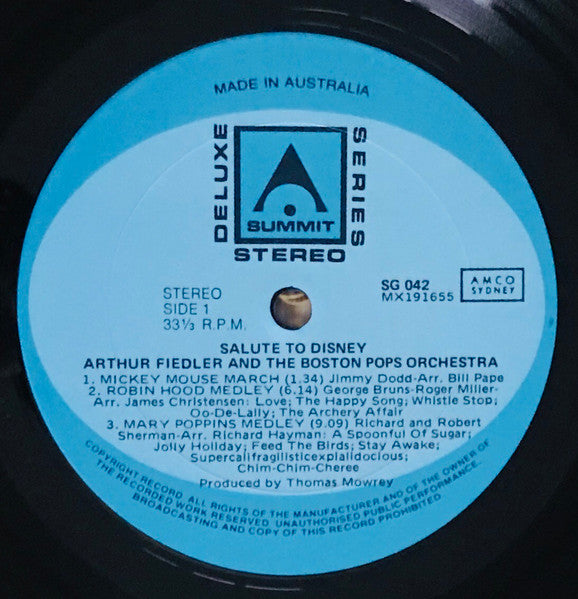 MADE IN AUSTRALIA
DELUXE
SERIES
SUMMIT
STEREO
STEREO
SIDE 1
33⅓ R.P.M.
SG 042
MX191655
AMCO
SYDNEY
SALUTE TO DISNEY
ARTHUR FIEDLER AND THE BOSTON POPS ORCHESTRA
1. MICKEY MOUSE MARCH (1.34) Jimmy Dodd-Arr. Bill Pape
2. ROBIN HOOD MEDLEY (6.14) George Bruns-Roger Miller-
Arr. James Christensen: Love; The Happy Song; Whistle Stop;
Oo-De-Lally; The Archery Affair
3. MARY POPPINS MEDLEY (9.09) Richard and Robert
Sherman-Arr. Richard Hayman: A Spoonful Of Sugar;
Jolly Holiday; Feed The Birds; Stay Awake;
Supercalifragilisticexplalidocious;
Chim-Chim-Cheree
Produced by Thomas Mowrey
COPYRIGHT RECORD. ALL RIGHTS OF THE MANUFACTURER AND OF THE OWNER OF
THE RECORDED WORK RESERVED. UNAUTHORISED PUBLIC PERFORMANCE,
BROADCASTING AND COPY OF THIS RECORD PROHIBITED